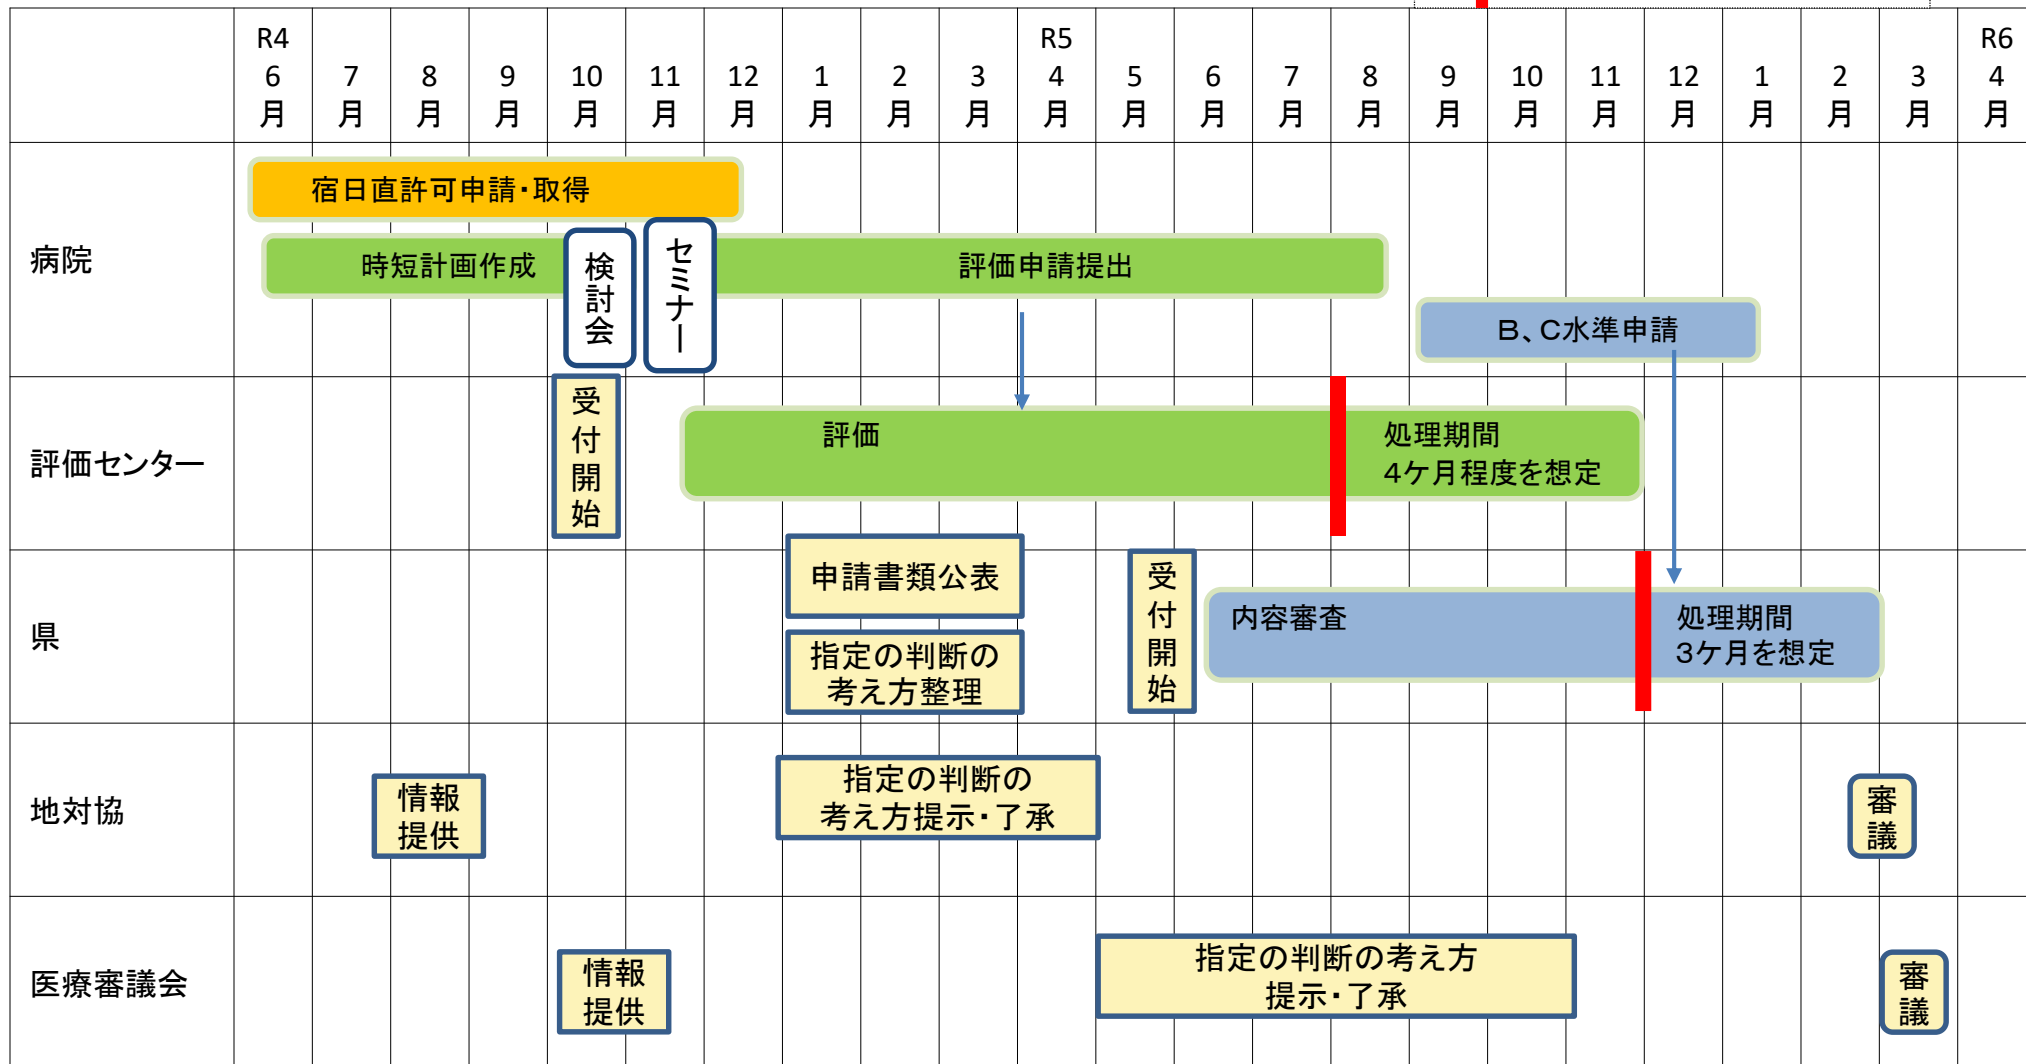 R4
6
月
7
月
8
月
9
月
10
月
11
月
12
月
1
月
2
月
3
月
R5
4
月
5
月
6
月
7
月
8
月
9
月
10
月
11
月
12
月
1
月
2
月
3
月
R6
4
月
病院
宿日直許可申請・取得
時短計画作成
検討会
セミナー
評価申請提出
B、C水準申請
評価センター
受付開始
評価
処理期間
4ケ月程度を想定
県
申請書類公表
指定の判断の
考え方整理
受付開始
内容審査
処理期間
3ケ月を想定
地対協
情報
提供
指定の判断の
考え方提示・了承
審議
医療審議会
情報
提供
指定の判断の考え方
提示・了承
審議